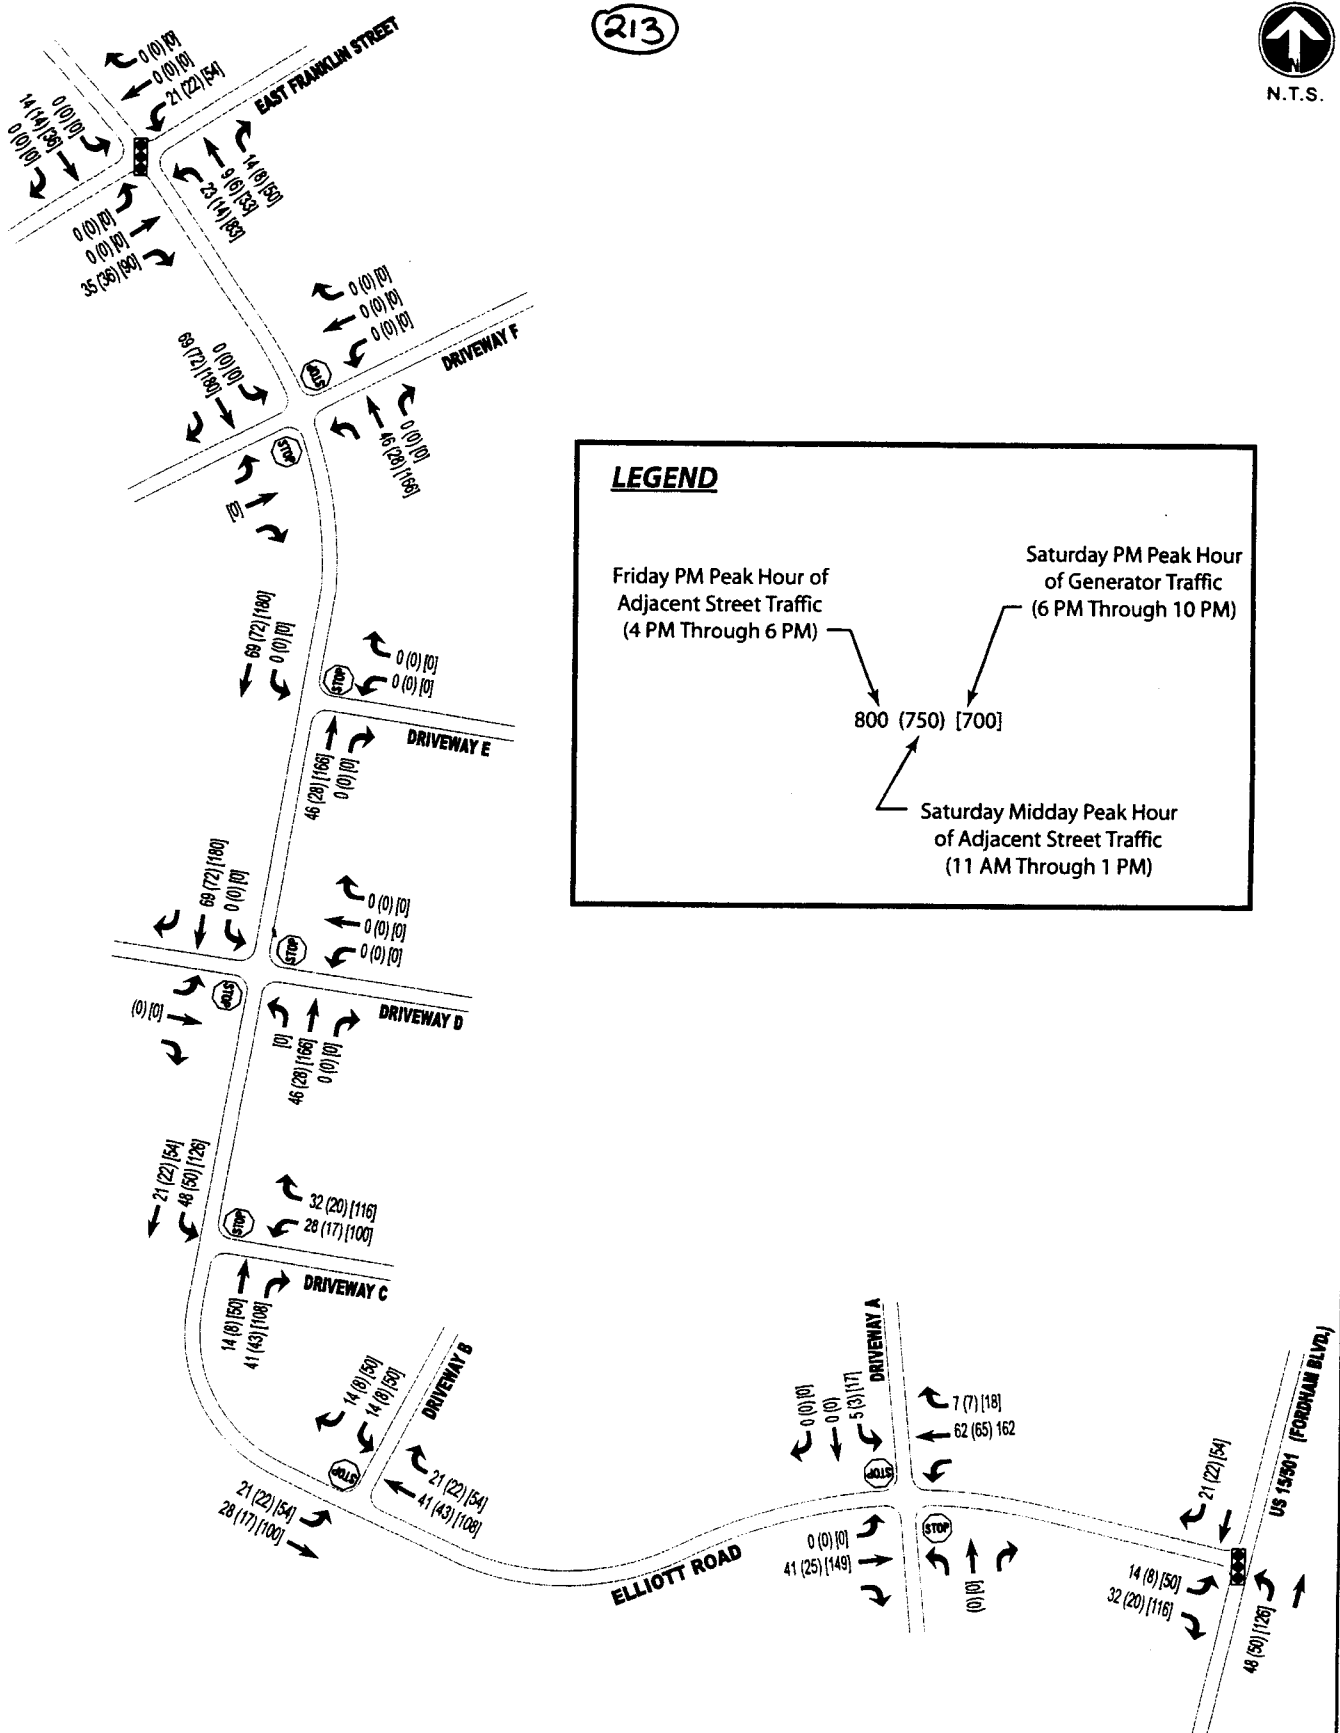 213
N
N.T.S.
0 (0) [0]
0 (0) [0]
21 (22) [54]
EAST FRANKLIN STREET
0 (0) [0]
14 (14) [36]
0 (0) [0]
14 (8) [50]
9 (6) [33]
23 (14) [83]
0 (0) [0]
0 (0) [0]
35 (36) [90]
0 (0) [0]
0 (0) [0]
0 (0) [0]
DRIVEWAY F
0 (0) [0]
69 (72) [180]
STOP
STOP
0 (0) [0]
46 (28) [166]
[0]
LEGEND
Friday PM Peak Hour of
Adjacent Street Traffic
(4 PM Through 6 PM)
Saturday PM Peak Hour
of Generator Traffic
(6 PM Through 10 PM)
800 (750) [700]
Saturday Midday Peak Hour
of Adjacent Street Traffic
(11 AM Through 1 PM)
69 (72) [180]
0 (0) [0]
STOP
0 (0) [0]
0 (0) [0]
DRIVEWAY E
46 (28) [166]
0 (0) [0]
69 (72) [180]
0 (0) [0]
0 (0) [0]
0 (0) [0]
0 (0) [0]
STOP
STOP
DRIVEWAY D
(0) [0]
[0]
46 (28) [166]
0 (0) [0]
21 (22) [54]
48 (50) [126]
32 (20) [116]
28 (17) [100]
STOP
DRIVEWAY C
14 (8) [50]
41 (43) [108]
14 (8) [50]
14 (8) [50]
DRIVEWAY B
STOP
21 (22) [54]
41 (43) [108]
21 (22) [54]
28 (17) [100]
ELLIOTT ROAD
DRIVEWAY A
0 (0) [0]
0 (0)
5 (3) [17]
7 (7) [18]
62 (65) 162
STOP
STOP
0 (0) [0]
41 (25) [149]
(0) [0]
21 (22) [54]
US 15/501 (FORDHAM BLVD.)
14 (8) [50]
32 (20) [116]
48 (50) [126]